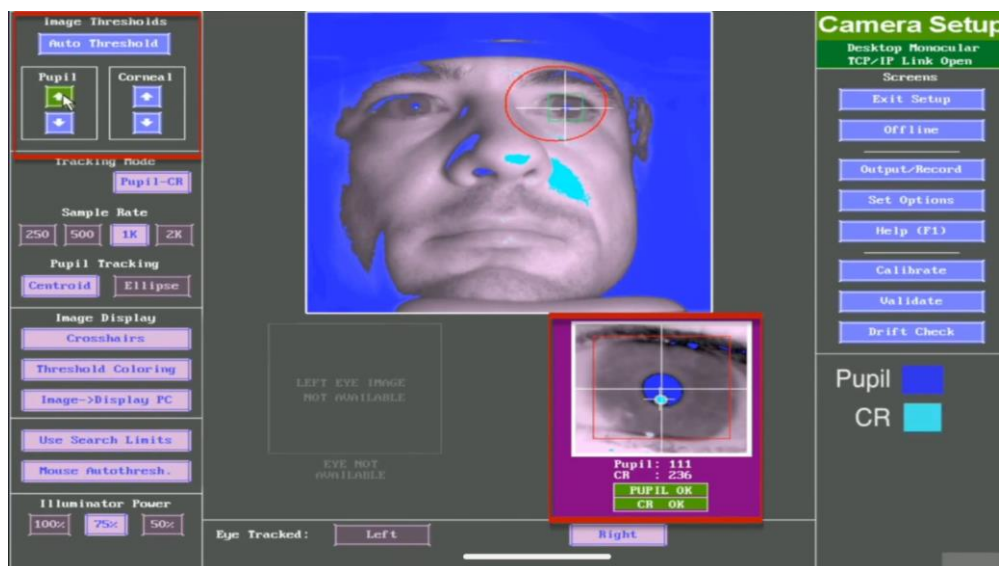 Image Thresholds
Auto Threshold
Pupil Corneal
Tracking Mode
Pupil-CR
Sample Rate
250 500 1K 2K
Pupil Tracking
Centroid Ellipse
Image Display
Crosshairs
Threshold Coloring
Image->Display PC
Use Search Limits
Mouse Autothresh.
Illuminator Power
100% 75% 50%
LEFT EYE IMAGE
NOT AVAILABLE
EYE NOT
AVAILABLE
Pupil: 111
CR : 236
PUPIL OK
CR OK
Eye Tracked: Left Right
Camera Setup
Desktop Monocular
TCP/IP Link Open
Screens
Exit Setup
Offline
Output/Record
Set Options
Help (F1)
Calibrate
Validate
Drift Check
Pupil
CR